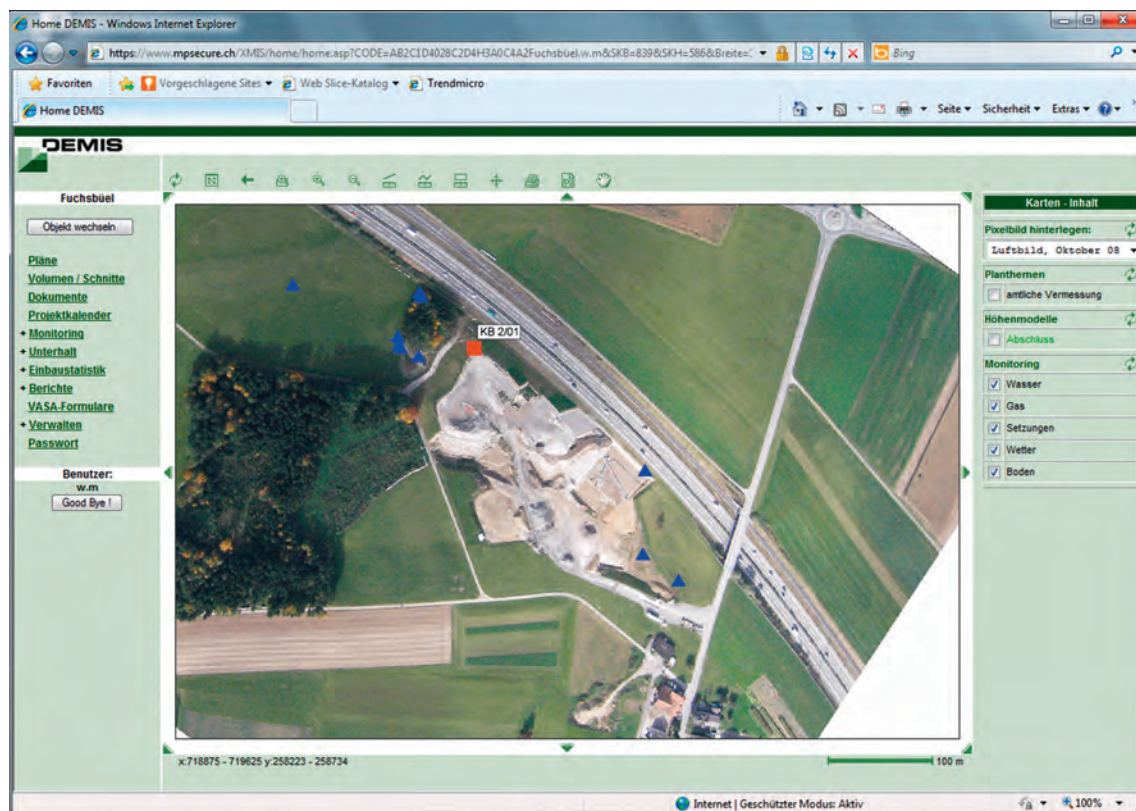 Home DEMIS - Windows Internet Explorer
https://www.mpsecure.ch/XMIS/home/home.asp?CODE=AB2C1D4028C2D4H3A0C4A2Fuchsbüel.w.m&SKB=839&SKH=586&Breite=
Bing
Favoriten Vorgeschlagene Sites Web Slice-Katalog Trendmicro
Home DEMIS Seite Sicherheit Extras
DEMIS
Fuchsbüel
Objekt wechseln
Pläne
Volumen / Schnitte
Dokumente
Projektkalender
+ Monitoring
+ Unterhalt
+ Einbaustatistik
+ Berichte
VASA-Formulare
+ Verwalten
Passwort
Benutzer:
w.m
Good Bye !
KB 2/01
Karten - Inhalt
Pixelbild hinterlegen:
Luftbild, Oktober 08
Planthemen
amtliche Vermessung
Höhenmodelle
Abschluss
Monitoring
Wasser
Gas
Setzungen
Wetter
Boden
x:718875 - 719625 y:258223 - 258734
100 m
Internet | Geschützter Modus: Aktiv
100%